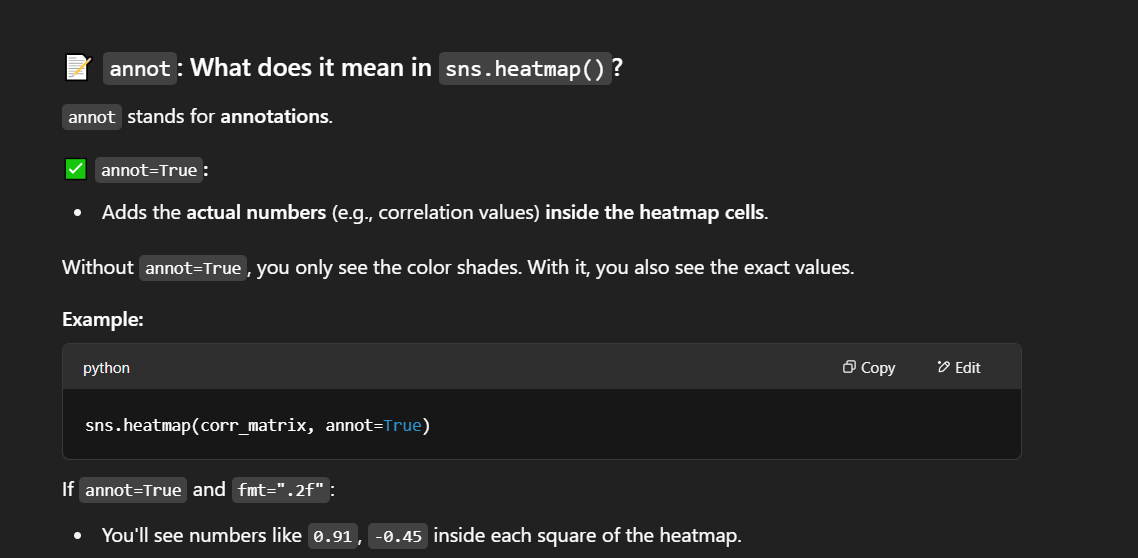 📝 annot: What does it mean in sns.heatmap()?
annot stands for annotations.
✅ annot=True:
• Adds the actual numbers (e.g., correlation values) inside the heatmap cells.
Without annot=True, you only see the color shades. With it, you also see the exact values.
Example:
python Copy Edit
sns.heatmap(corr_matrix, annot=True)
If annot=True and fmt=".2f":
• You'll see numbers like 0.91, -0.45 inside each square of the heatmap.